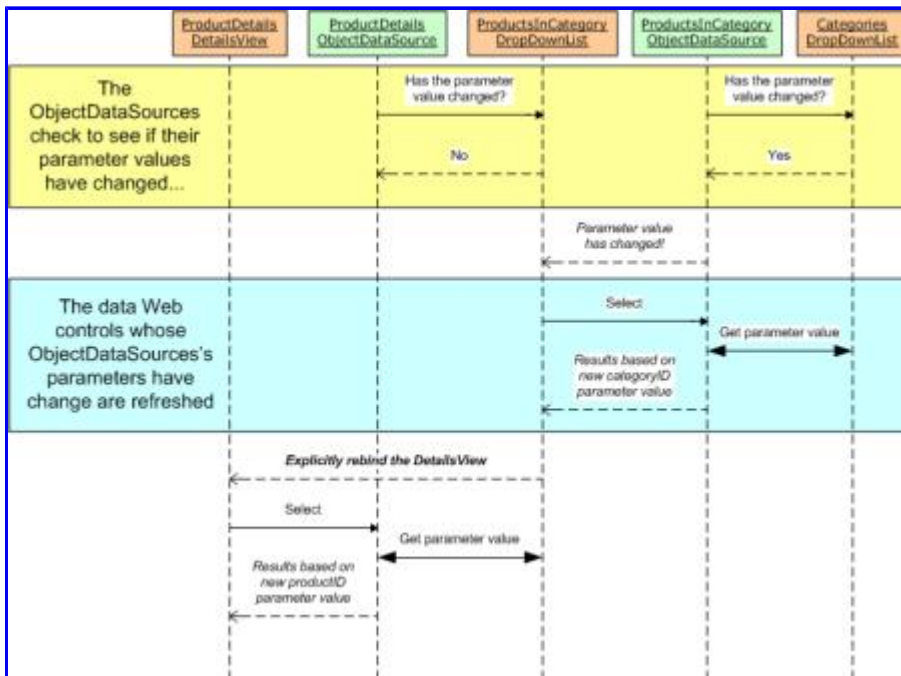 ProductDetails
DetailsView
ProductDetails
ObjectDataSource
ProductsInCategory
DropDownList
ProductsInCategory
ObjectDataSource
Categories
DropDownList
The
ObjectDataSources
check to see if their
parameter values
have changed...
Has the parameter
value changed?
Has the parameter
value changed?
No
Yes
Parameter value
has changed!
The data Web
controls whose
ObjectDataSources's
parameters have
change are refreshed
Select
Get parameter value
Results based on
new categoryID
parameter value
Explicitly rebind the DetailsView
Select
Get parameter value
Results based on
new productID
parameter value